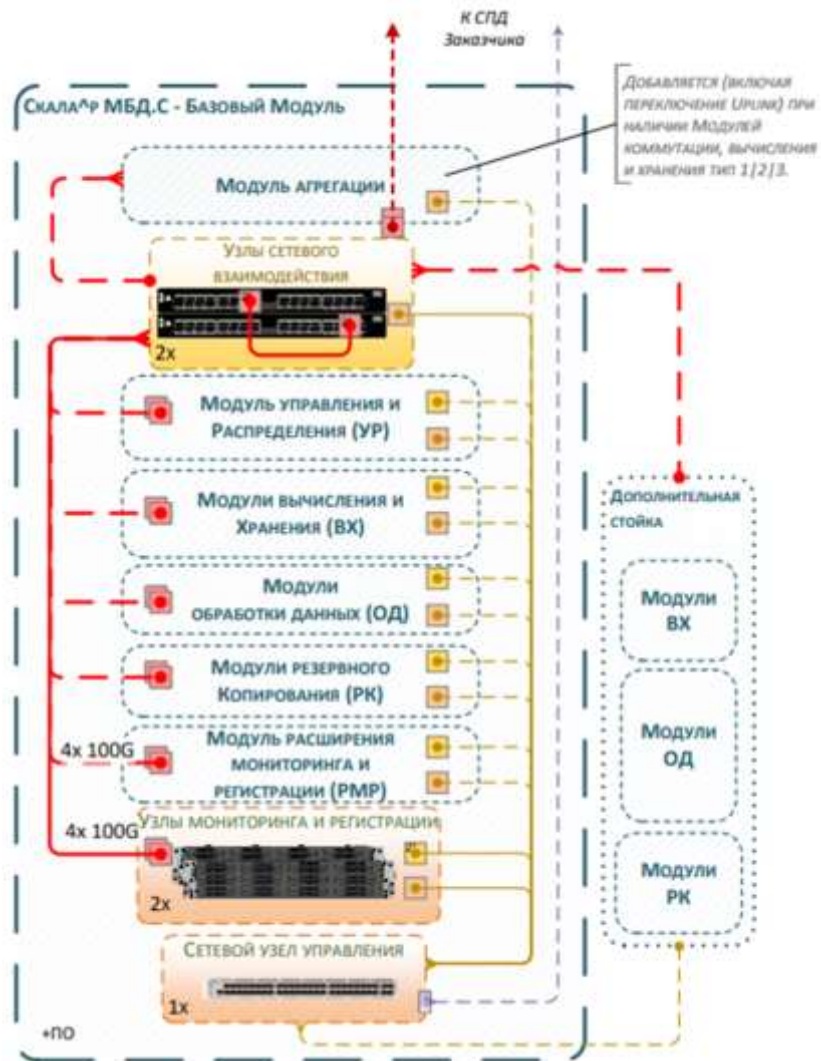 К СПД
Заказчика
Добавляется (включая
переключение Uplink) при
наличии Модулей
коммутации, вычисления
и хранения тип 1|2|3.
Скала^р МБД.С - Базовый Модуль
Модуль агрегации
Узлы сетевого
взаимодействия
2x
Модуль управления и
Распределения (УР)
Модули вычисления и
Хранения (ВХ)
Модули
обработки данных (ОД)
Модули резервного
Копирования (РК)
4x 100G
Модуль расширения
мониторинга и
регистрации (РМР)
Узлы мониторинга и регистрации
4x 100G
2x
Сетевой узел управления
1x
+ПО
Дополнительная
стойка
Модули
ВХ
Модули
ОД
Модули
РК